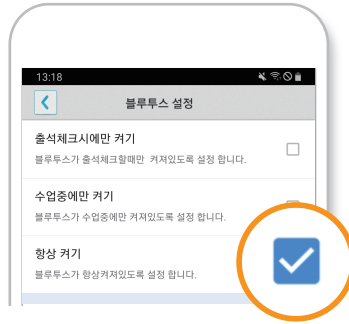 13:18
블루투스 설정
출석체크시에만 켜기
블루투스가 출석체크할때만 켜져있도록 설정 합니다.
수업중에만 켜기
블루투스가 수업중에만 켜져있도록 설정 합니다.
항상 켜기
블루투스가 항상켜져있도록 설정 합니다.